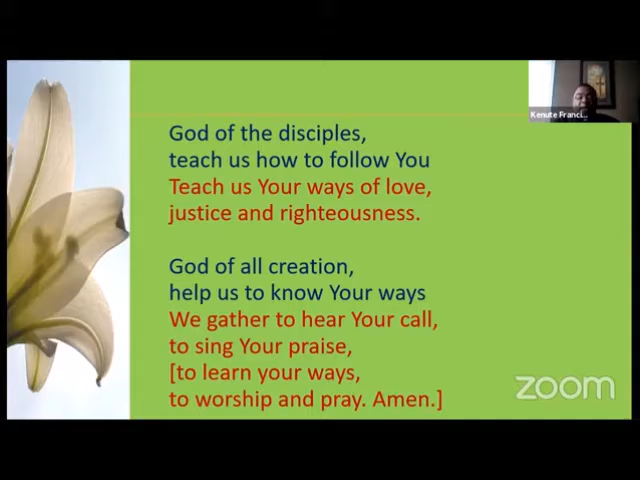 God of the disciples,
teach us how to follow You
Teach us Your ways of love,
justice and righteousness.
God of all creation,
help us to know Your ways
We gather to hear Your call,
to sing Your praise,
[to learn your ways,
to worship and pray. Amen.]
Kenute Franci...
zoom